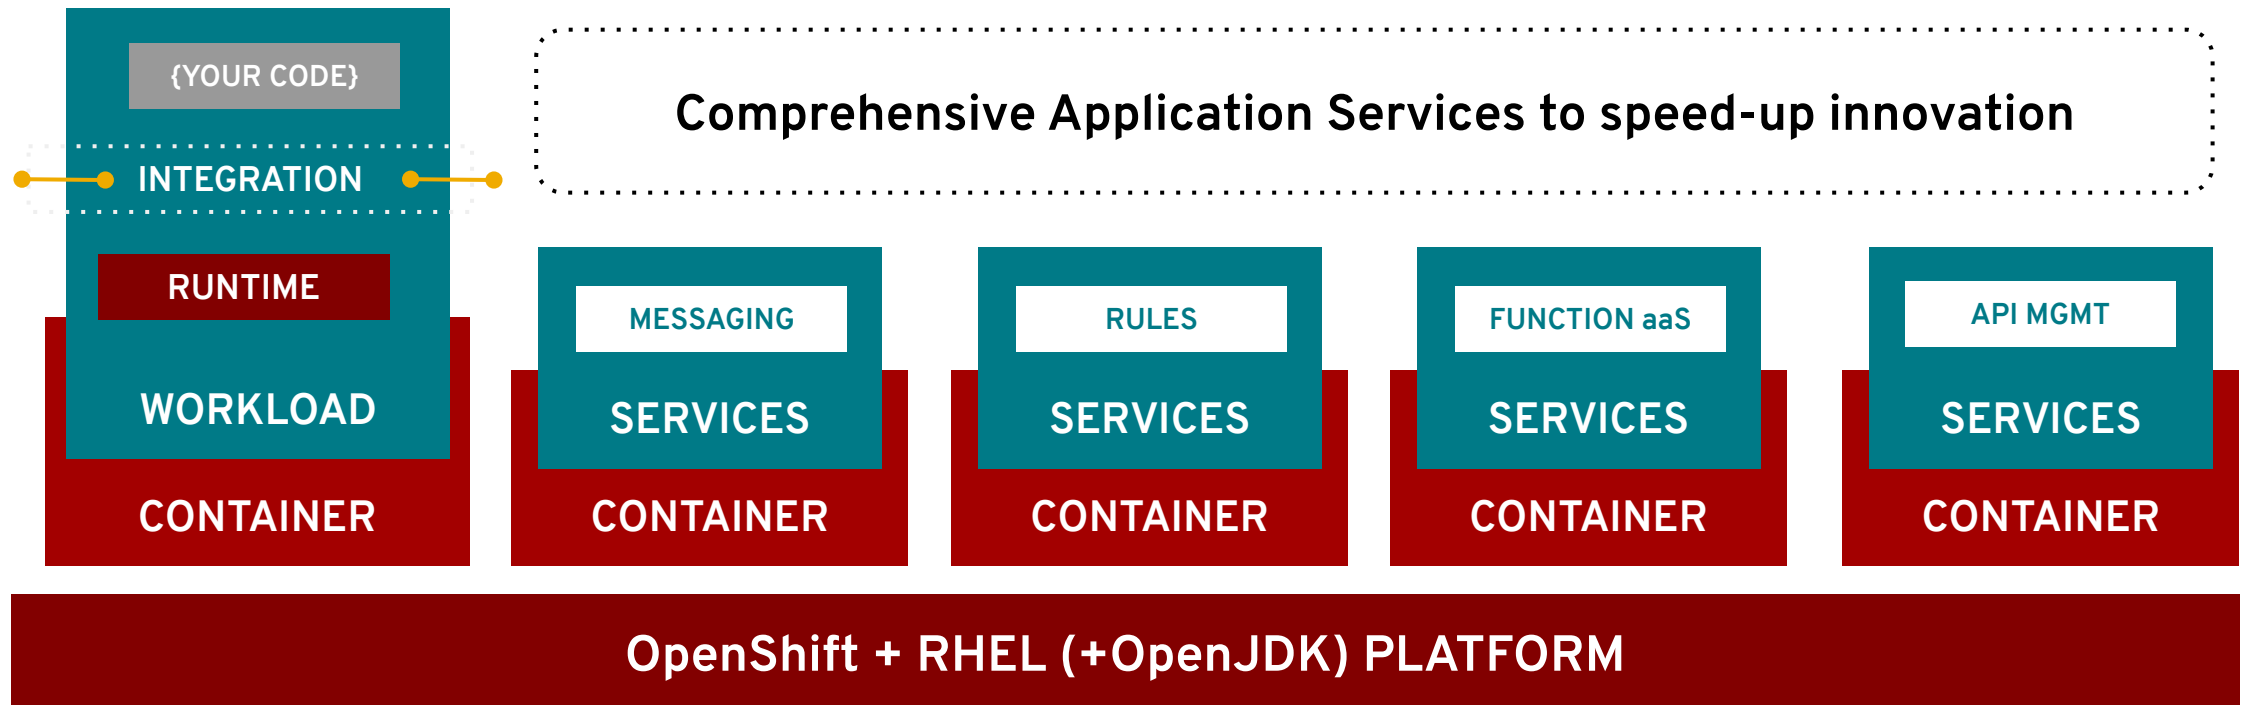 {YOUR CODE}
INTEGRATION
RUNTIME
WORKLOAD
CONTAINER
Comprehensive Application Services to speed-up innovation
MESSAGING
SERVICES
CONTAINER
RULES
SERVICES
CONTAINER
FUNCTION aaS
SERVICES
CONTAINER
API MGMT
SERVICES
CONTAINER
OpenShift + RHEL (+OpenJDK) PLATFORM